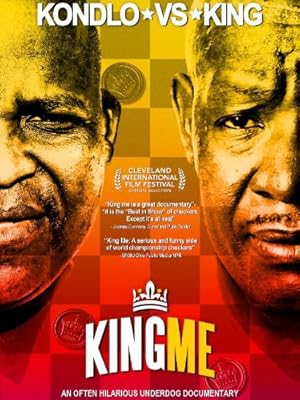 KONDLO★VS★KING
CLEVELAND
INTERNATIONAL
FILM FESTIVAL
"King me is a great documentary" -
"it is the "Best in Show" of checkers
Except it's all real"
"King Me: A serious and funny side
of world championship checkers"
KINGME
AN OFTEN HILARIOUS UNDERDOG DOCUMENTARY